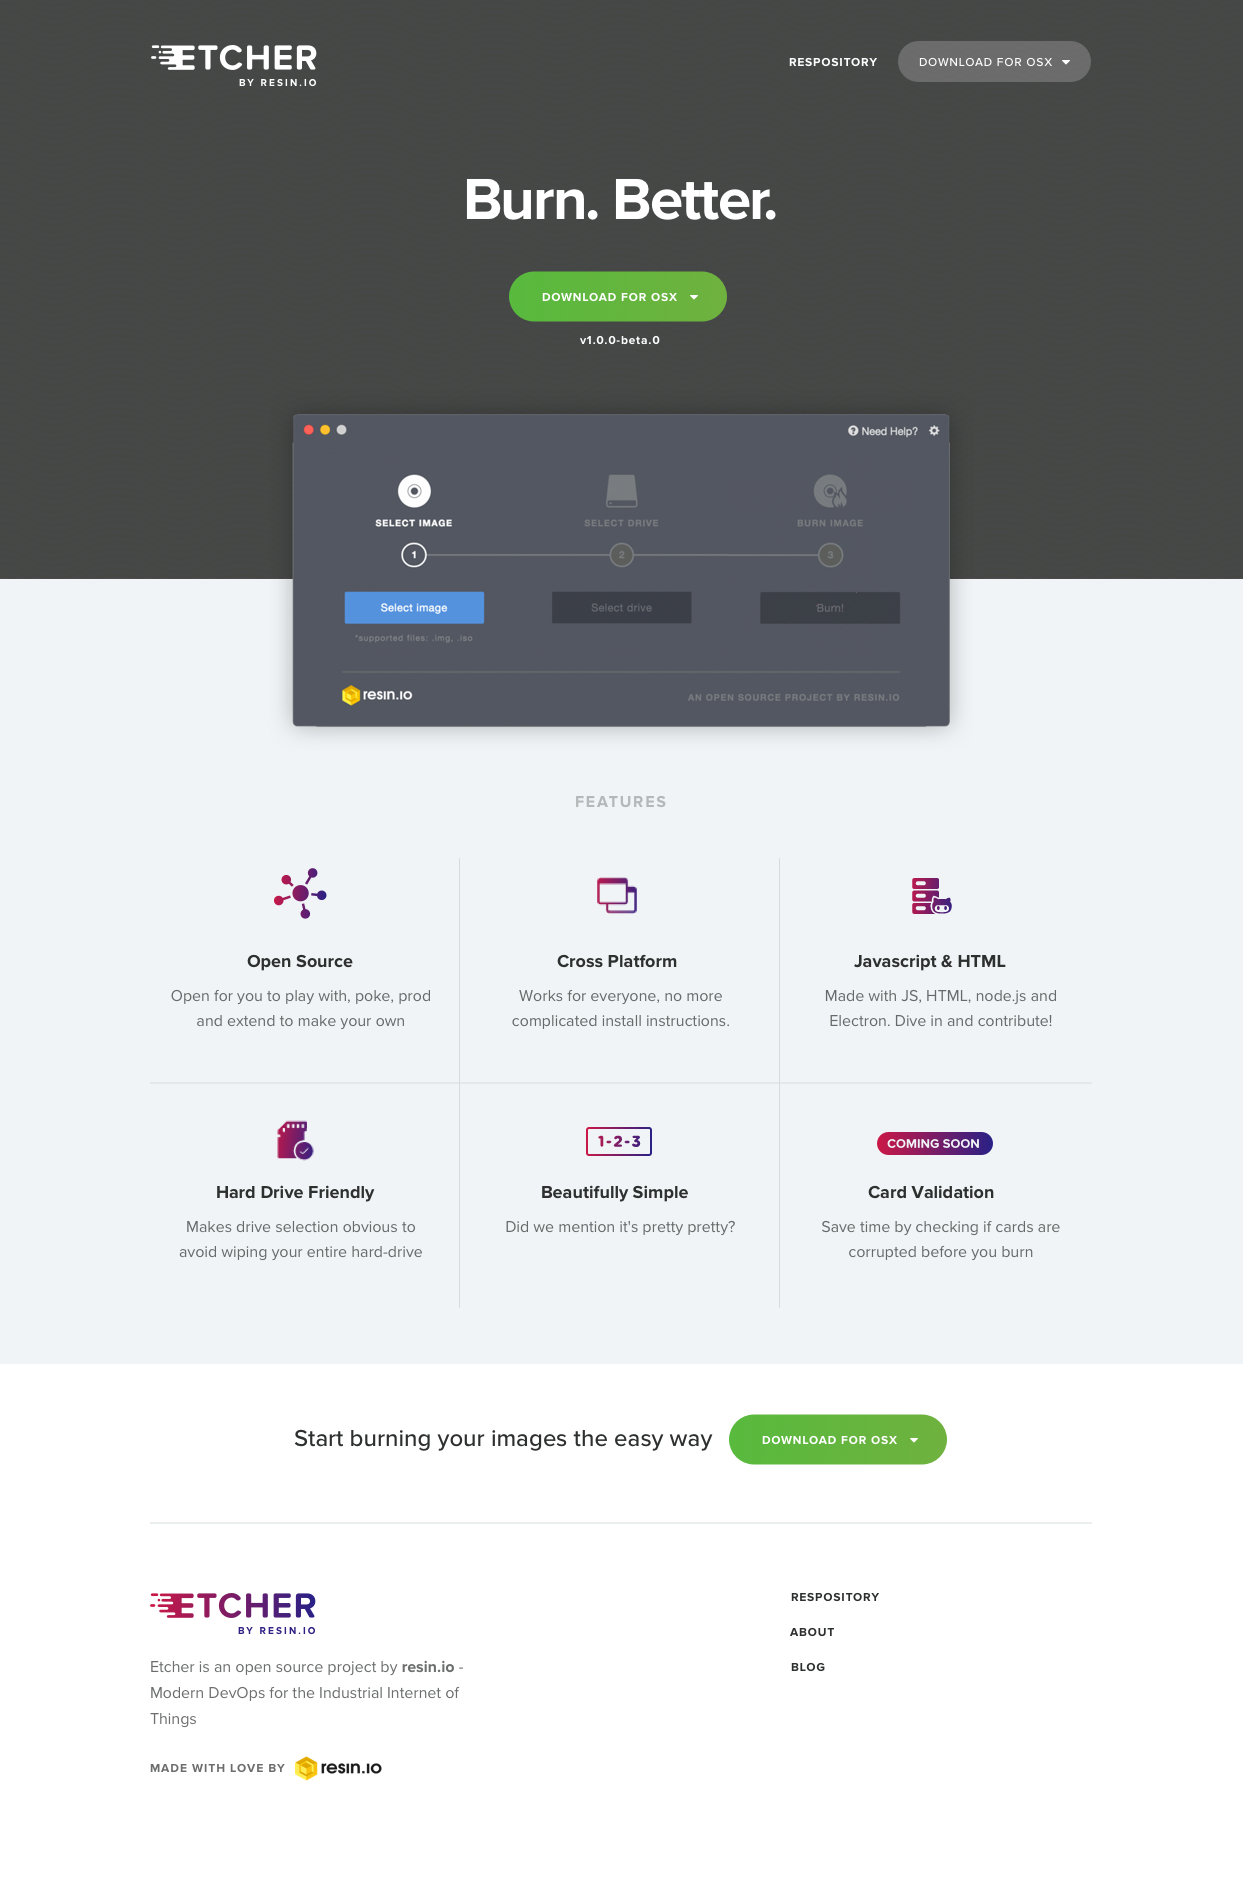 ETCHER
BY RESIN.IO
RESPOSITORY
DOWNLOAD FOR OSX
Burn. Better.
DOWNLOAD FOR OSX
v1.0.0-beta.0
Need Help?
SELECT IMAGE
SELECT DRIVE
BURN IMAGE
1
2
3
Select image
Select drive
Burn!
*supported files: .img, .iso
resin.io
AN OPEN SOURCE PROJECT BY RESIN.IO
FEATURES
Open Source
Open for you to play with, poke, prod
and extend to make your own
Cross Platform
Works for everyone, no more
complicated install instructions.
Javascript & HTML
Made with JS, HTML, node.js and
Electron. Dive in and contribute!
Hard Drive Friendly
Makes drive selection obvious to
avoid wiping your entire hard-drive
1-2-3
Beautifully Simple
Did we mention it's pretty pretty?
COMING SOON
Card Validation
Save time by checking if cards are
corrupted before you burn
Start burning your images the easy way
DOWNLOAD FOR OSX
ETCHER
BY RESIN.IO
Etcher is an open source project by resin.io -
Modern DevOps for the Industrial Internet of
Things
MADE WITH LOVE BY resin.io
RESPOSITORY
ABOUT
BLOG